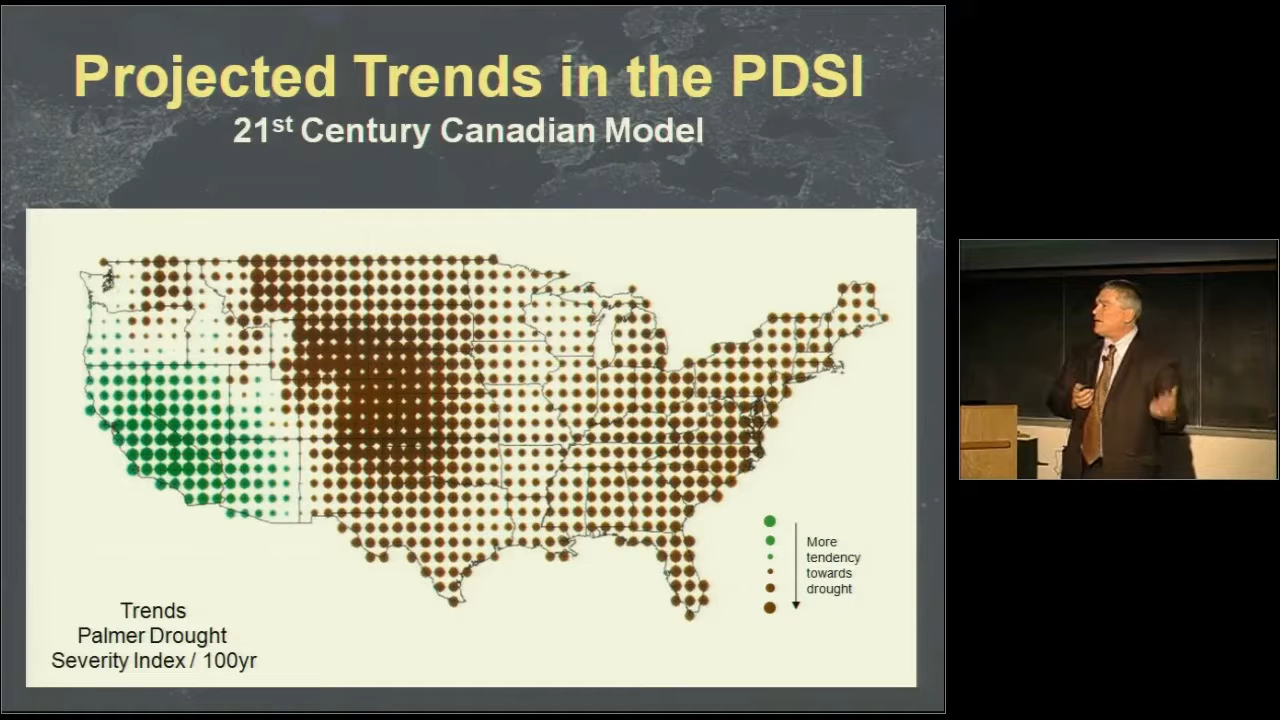 Projected Trends in the PDSI
21st Century Canadian Model
More
tendency
towards
drought
Trends
Palmer Drought
Severity Index / 100yr